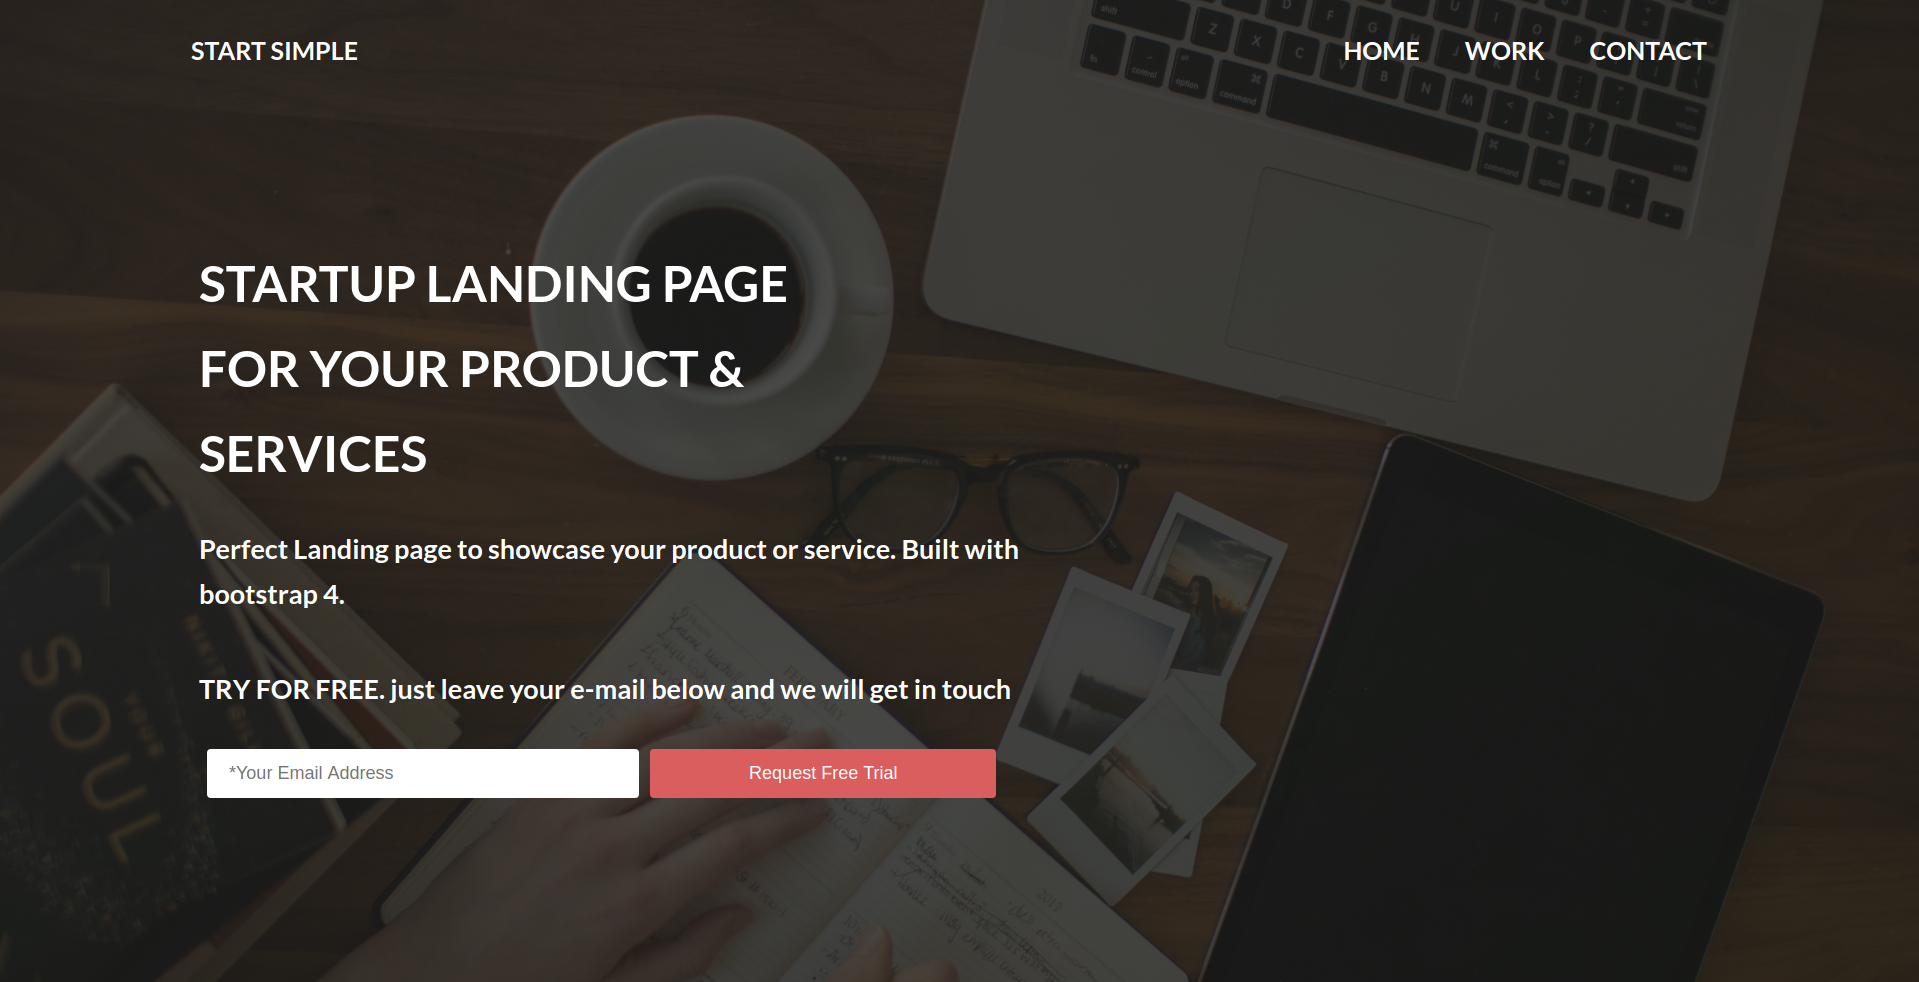 START SIMPLE
HOME WORK CONTACT
STARTUP LANDING PAGE
FOR YOUR PRODUCT &
SERVICES
Perfect Landing page to showcase your product or service. Built with
bootstrap 4.
TRY FOR FREE. just leave your e-mail below and we will get in touch
*Your Email Address
Request Free Trial
SOUL
YOUR